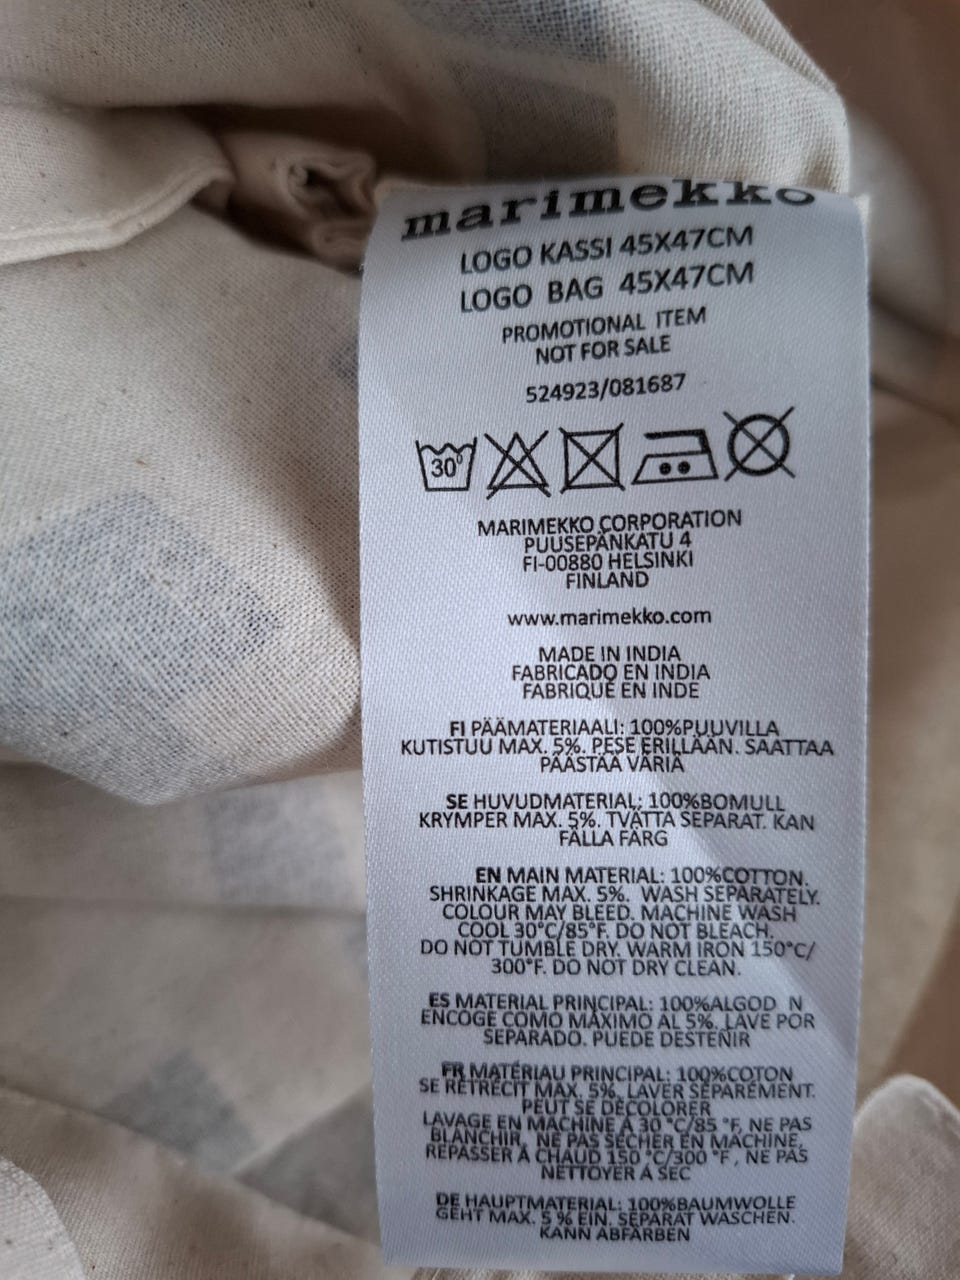 marimekko
LOGO KASSI 45X47CM
LOGO BAG 45X47CM
PROMOTIONAL ITEM
NOT FOR SALE
524923/081687
30°
MARIMEKKO CORPORATION
PUUSEPÄNKATU 4
FI-00880 HELSINKI
FINLAND
www.marimekko.com
MADE IN INDIA
FABRICADO EN INDIA
FABRIQUÉ EN INDE
FI PÄÄMATERIAALI: 100%PUUVILLA
KUTISTUU MAX. 5%. PESE ERILLÄÄN. SAATTAA
PÄÄSTÄÄ VÄRIÄ
SE HUVUDMATERIAL: 100%BOMULL
KRYMPER MAX. 5%. TVÄTTA SEPARAT. KAN
FÄLLA FÄRG
EN MAIN MATERIAL: 100%COTTON.
SHRINKAGE MAX. 5%. WASH SEPARATELY.
COLOUR MAY BLEED. MACHINE WASH
COOL 30°C/85°F. DO NOT BLEACH.
DO NOT TUMBLE DRY. WARM IRON 150°C/
300°F. DO NOT DRY CLEAN.
ES MATERIAL PRINCIPAL: 100%ALGOD N
ENCOGE COMO MÁXIMO AL 5%. LAVE POR
SEPARADO. PUEDE DESTEÑIR
FR MATÉRIAU PRINCIPAL: 100%COTON
SE RÉTRÉCIT MAX. 5%. LAVER SÉPARÉMENT.
PEUT SE DÉCOLORER
LAVAGE EN MACHINE À 30 °C/85 °F, NE PAS
BLANCHIR, NE PAS SÉCHER EN MACHINE,
REPASSER À CHAUD 150 °C/300 °F, NE PAS
NETTOYER À SEC
DE HAUPTMATERIAL: 100%BAUMWOLLE
GEHT MAX. 5 % EIN. SEPARAT WASCHEN.
KANN ABFÄRBEN